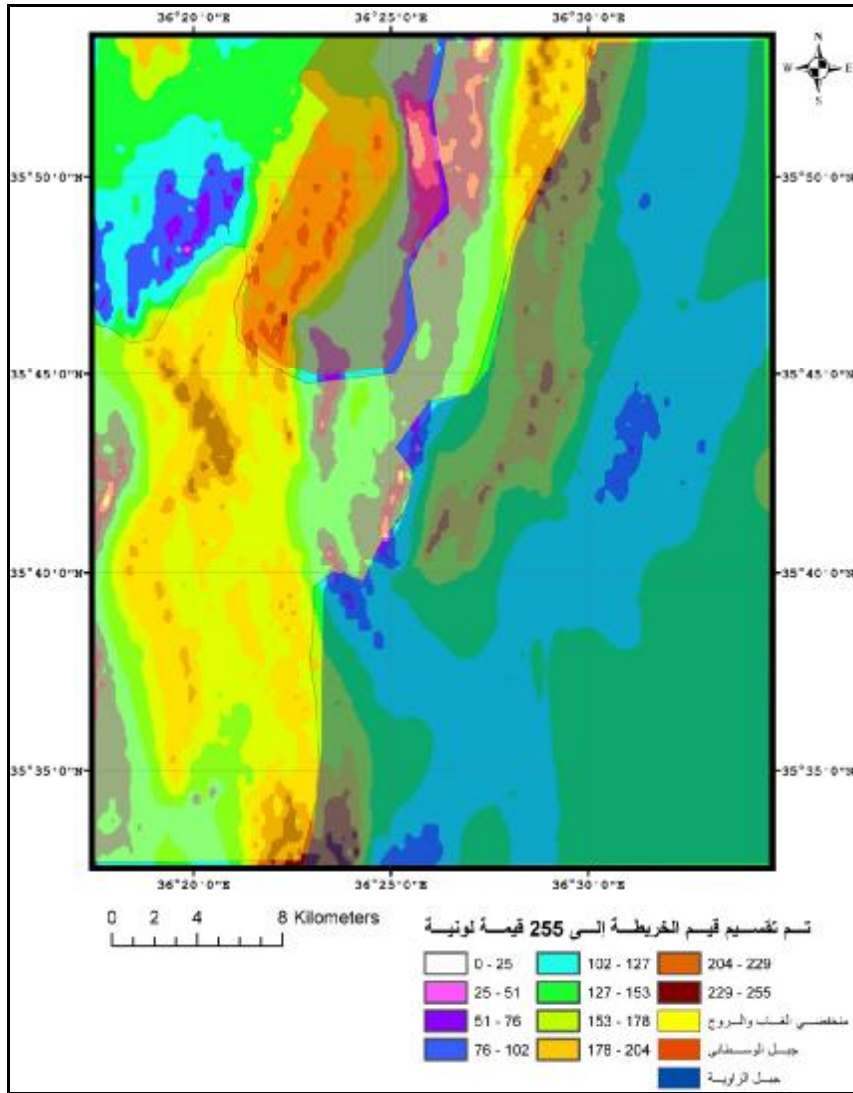 36°20'0"E 36°25'0"E 36°30'0"E
N
W E
S
35°50'0"N 35°50'0"N
35°45'0"N 35°45'0"N
35°40'0"N 35°40'0"N
35°35'0"N 35°35'0"N
36°20'0"E 36°25'0"E 36°30'0"E
0 2 4 8 Kilometers
تم تقسيم قيم الخريطة إلى 255 قيمة لونية
0 - 25 102 - 127 204 - 229
25 - 51 127 - 153 229 - 255
51 - 76 153 - 178 منخفضي الغاب والروج
76 - 102 178 - 204 جبل الوسطاني
جبل الزاوية